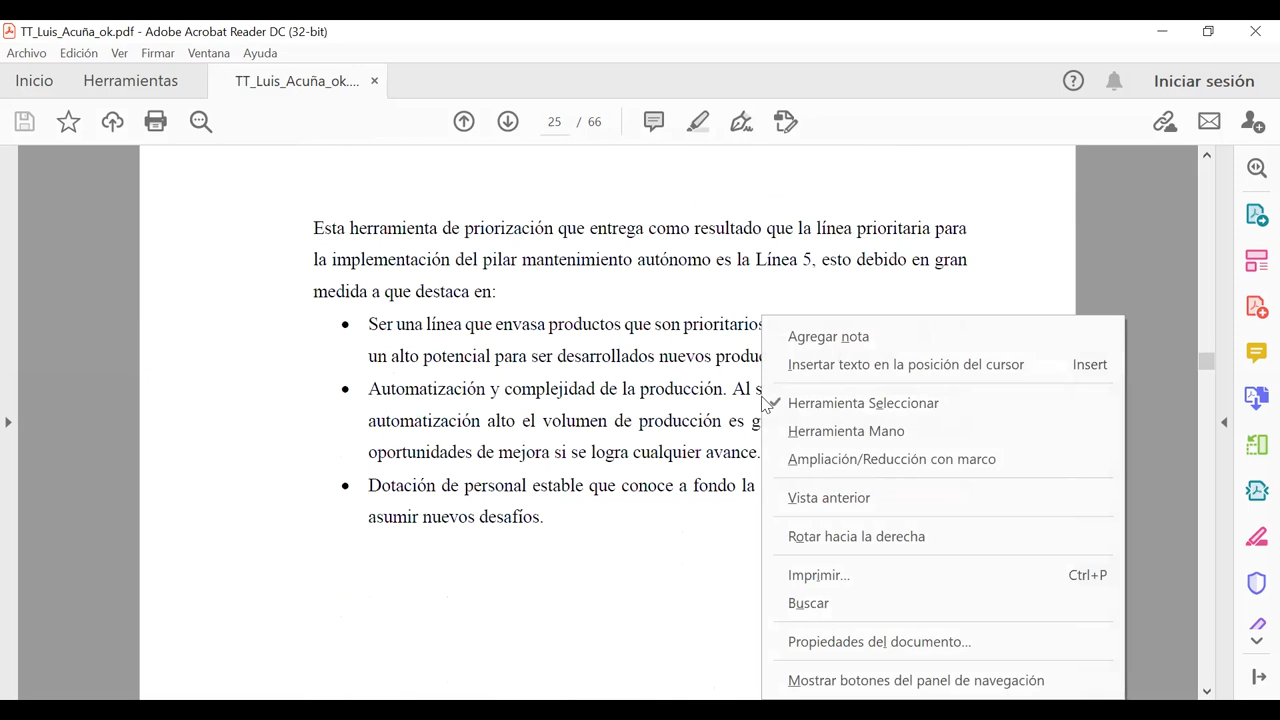 TT_Luis_Acuña_ok.pdf - Adobe Acrobat Reader DC (32-bit)
Archivo Edición Ver Firmar Ventana Ayuda
Inicio Herramientas TT_Luis_Acuña_ok.... × Iniciar sesión
25 / 66
Esta herramienta de priorización que entrega como resultado que la línea prioritaria para
la implementación del pilar mantenimiento autónomo es la Línea 5, esto debido en gran
medida a que destaca en:
• Ser una línea que envasa productos que son prioritarios
un alto potencial para ser desarrollados nuevos
• Automatización y complejidad de la producción. Al
automatización alto el volumen de producción es
oportunidades de mejora si se logra cualquier avance.
• Dotación de personal estable que conoce a fondo la
asumir nuevos desafíos.
Agregar nota
Insertar texto en la posición del cursor Insert
Herramienta Seleccionar
Herramienta Mano
Ampliación/Reducción con marco
Vista anterior
Rotar hacia la derecha
Imprimir... Ctrl+P
Buscar
Propiedades del documento...
Mostrar botones del panel de navegación